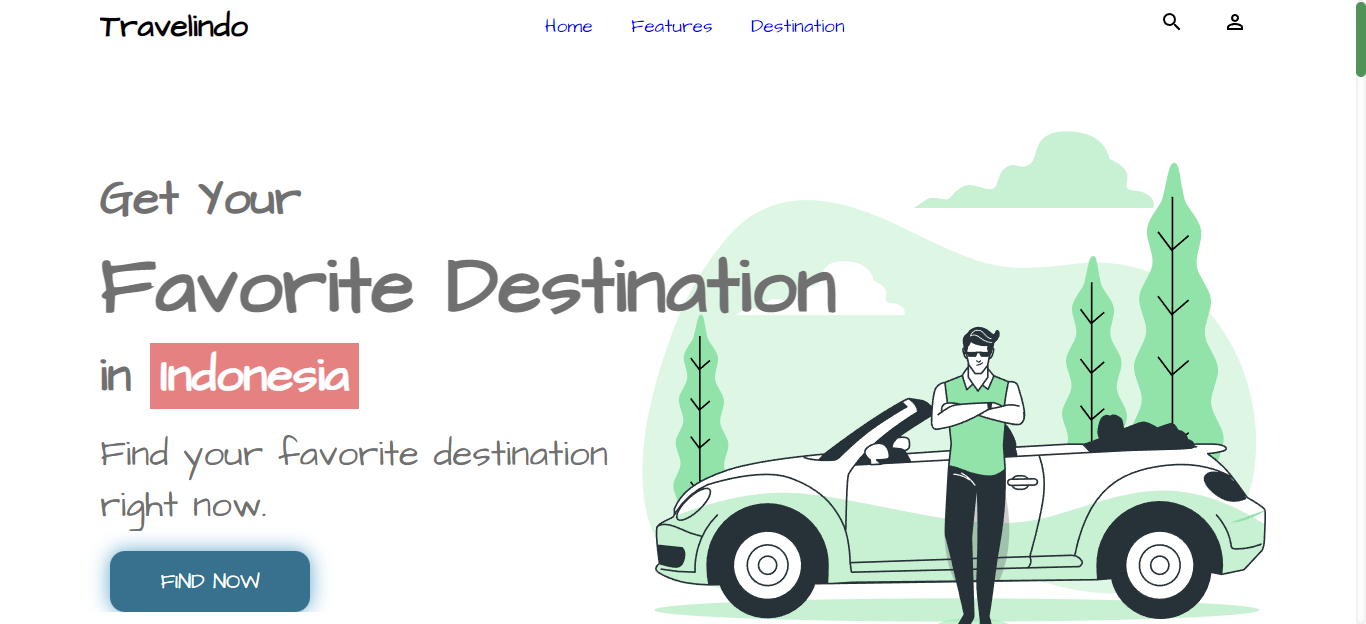 Travelindo
Home Features Destination
Get Your
Favorite Destination
in Indonesia
Find your favorite destination
right now.
FIND NOW